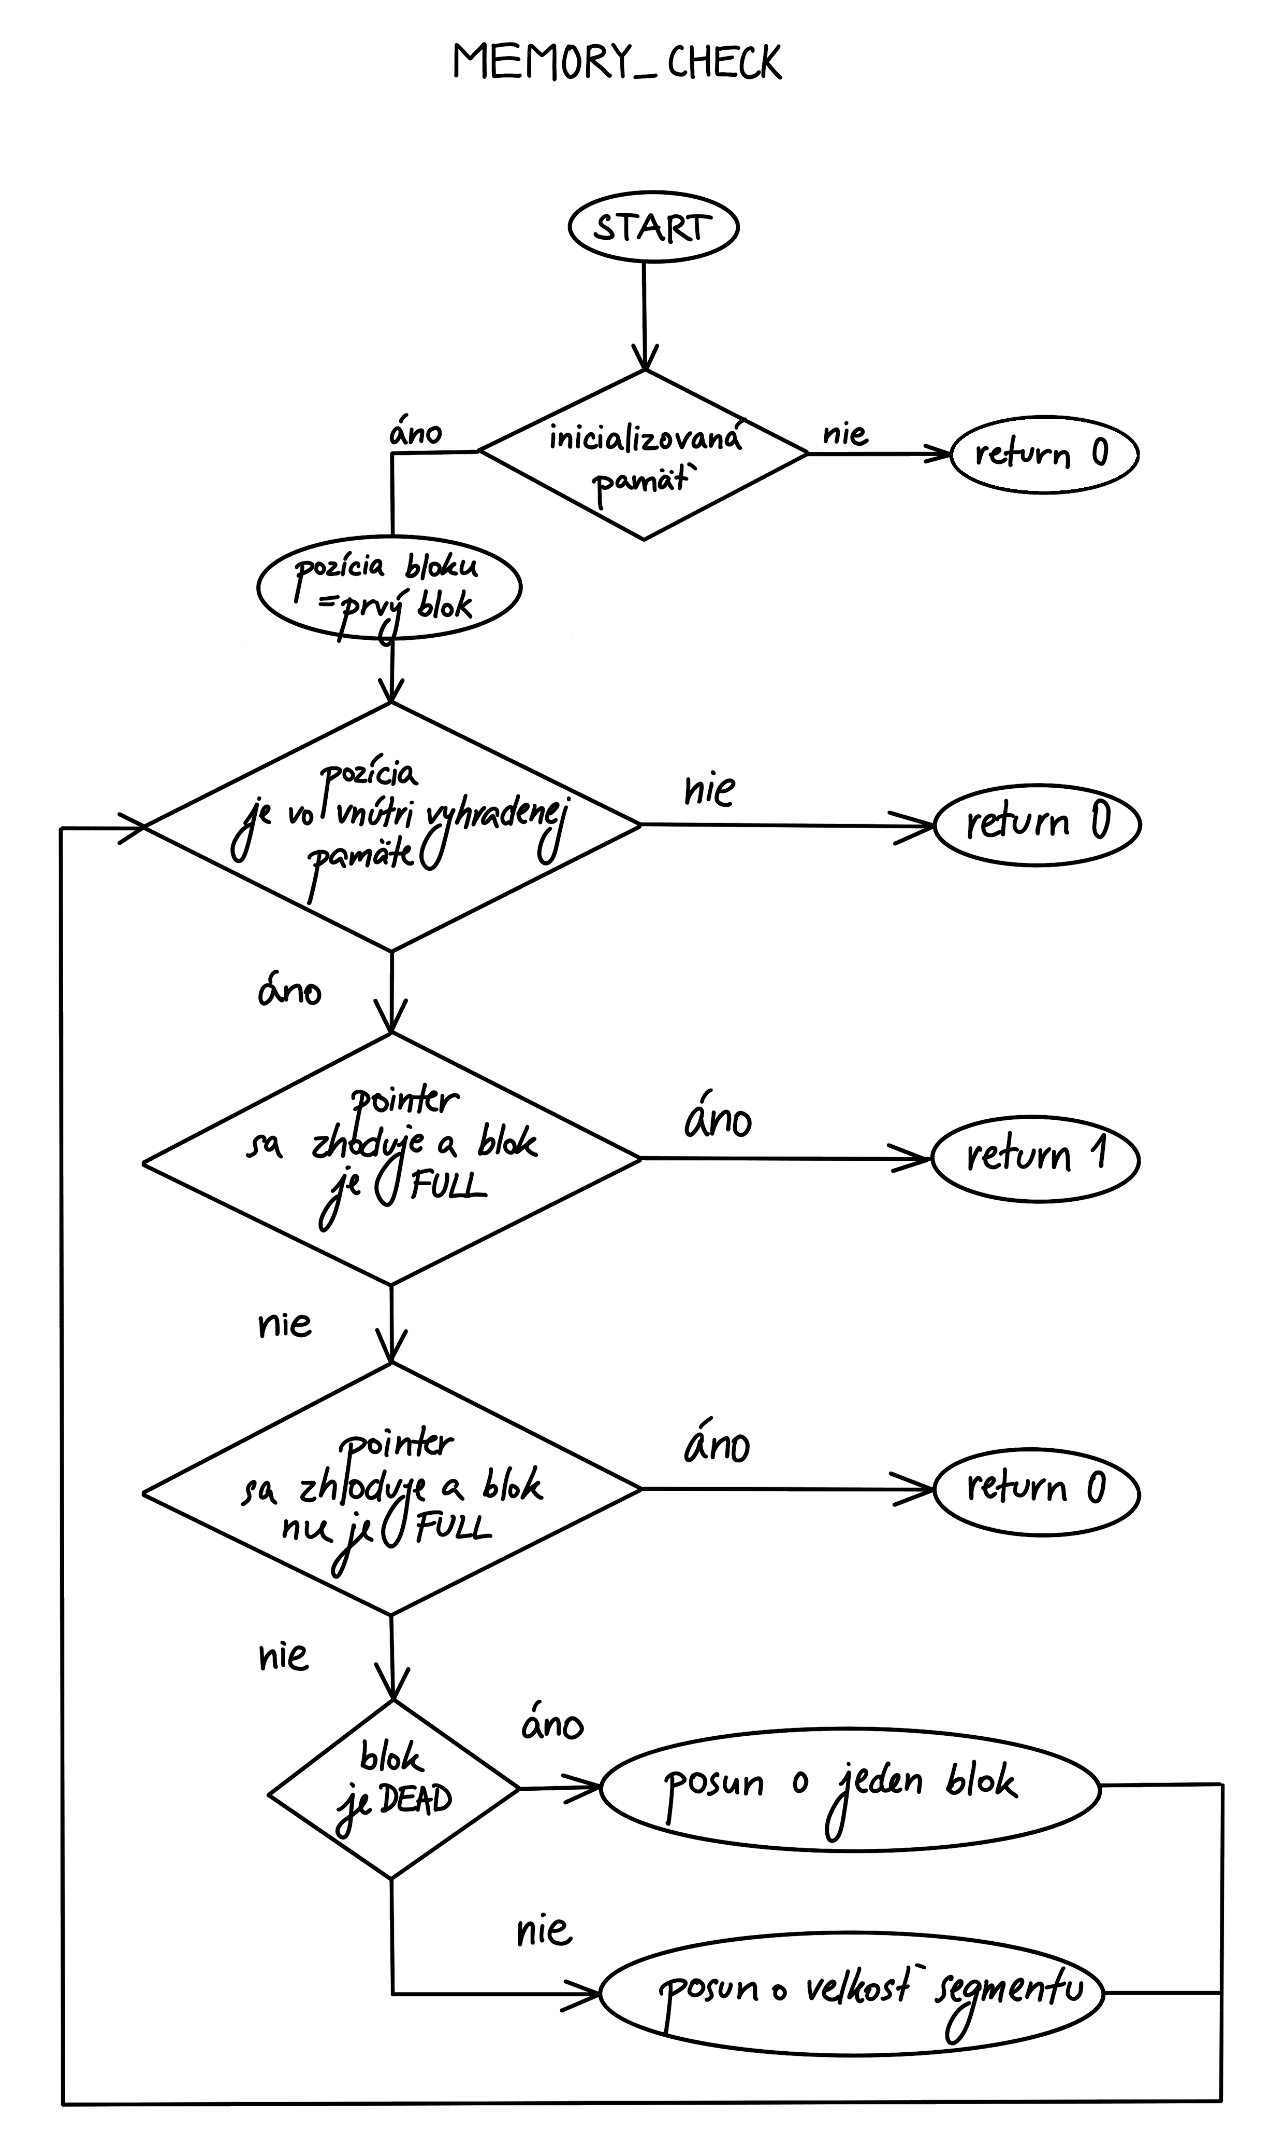 MEMORY_CHECK
START
áno
inicializovaná
pamäť
nie
return 0
pozícia bloku
=prvý blok
pozícia
je vo vnútri vyhradenej
pamäte
nie
return 0
áno
pointer
sa zhoduje a blok
je FULL
áno
return 1
nie
pointer
sa zhoduje a blok
nie je FULL
áno
return 0
nie
blok
je DEAD
áno
posun o jeden blok
nie
posun o velkosť segmentu